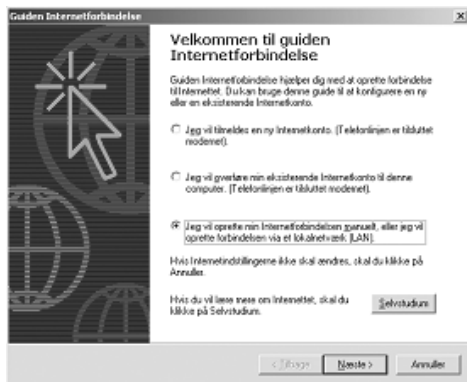 Guiden Internetforbindelse
Velkommen til guiden
Internetforbindelse
Guiden Internetforbindelse hjælper dig med at oprette forbindelse
til Internettet. Du kan bruge denne guide til at konfigurere en ny
eller en eksisterende Internetkonto.
Jeg vil tilmeldes en ny Internetkonto. (Telefonlinjen er tilsluttet
modemet).
Jeg vil overføre min eksisterende Internetkonto til denne
computer. (Telefonlinjen er tilsluttet modemet).
Jeg vil oprette min Internetforbindelsen manuelt, eller jeg vil
oprette forbindelsen via et lokalnetværk (LAN).
Hvis Internetindstillingerne ikke skal ændres, skal du klikke på
Annuller.
Hvis du vil læse mere om Internettet, skal du
klikke på Selvstudium.
Selvstudium
< Tilbage
Næste >
Annuller